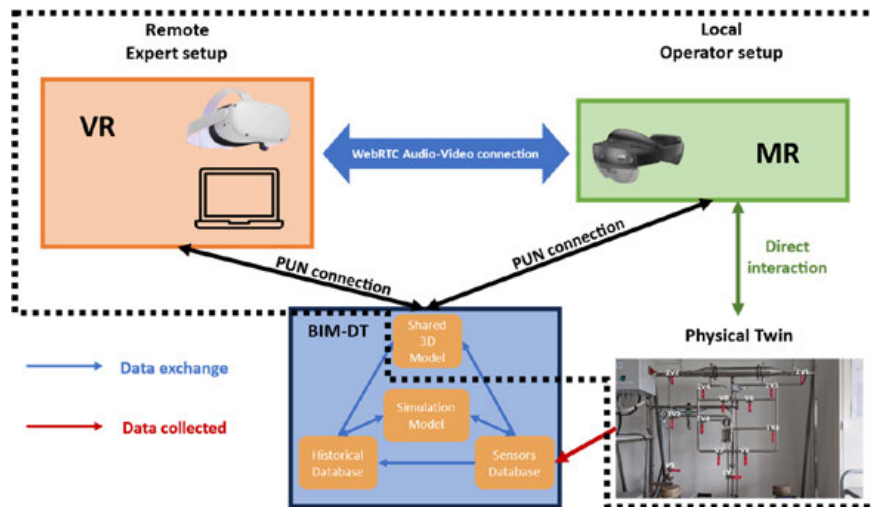 Remote
Expert setup
Local
Operator setup
VR
WebRTC Audio-Video connection
MR
PUN connection
PUN connection
Direct
interaction
BIM-DT
Shared
3D
Model
Physical Twin
Data exchange
Simulation
Model
Data collected
Historical
Database
Sensors
Database